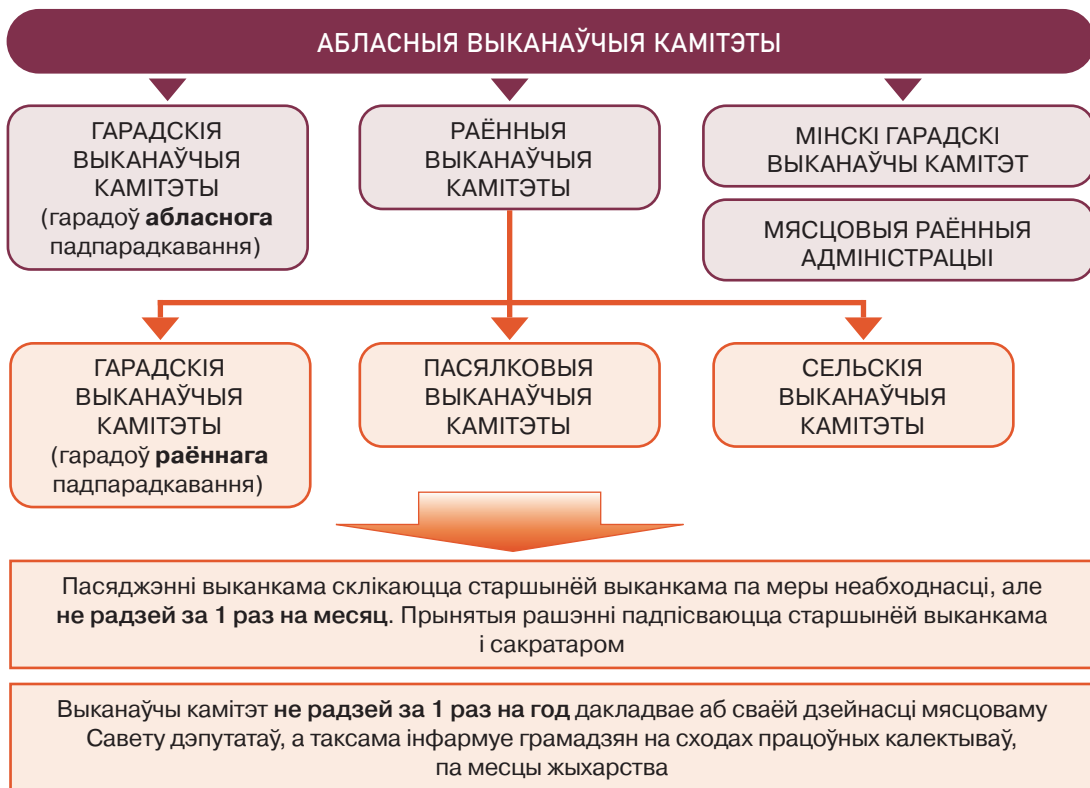 АБЛАСНЫЯ ВЫКАНАЎЧЫЯ КАМІТЭТЫ
ГАРАДСКІЯ
ВЫКАНАЎЧЫЯ
КАМІТЭТЫ
(гарадоў абласнога
падпарадкавання)
РАЁННЫЯ
ВЫКАНАЎЧЫЯ
КАМІТЭТЫ
МІНСКІ ГАРАДСКІ
ВЫКАНАЎЧЫ КАМІТЭТ
МЯСЦОВЫЯ РАЁННЫЯ
АДМІНІСТРАЦЫІ
ГАРАДСКІЯ
ВЫКАНАЎЧЫЯ
КАМІТЭТЫ
(гарадоў раённага
падпарадкавання)
ПАСЯЛКОВЫЯ
ВЫКАНАЎЧЫЯ
КАМІТЭТЫ
СЕЛЬСКІЯ
ВЫКАНАЎЧЫЯ
КАМІТЭТЫ
Пасяджэнні выканкама склікаюцца старшынёй выканкама па меры неабходнасці, але
не радзей за 1 раз на месяц. Прынятыя рашэнні падпісваюцца старшынёй выканкама
і сакратаром
Выканаўчы камітэт не радзей за 1 раз на год дакладвае аб сваёй дзейнасці мясцоваму
Савету дэпутатаў, а таксама інфармуе грамадзян на сходах працоўных калектываў,
па месцы жыхарства